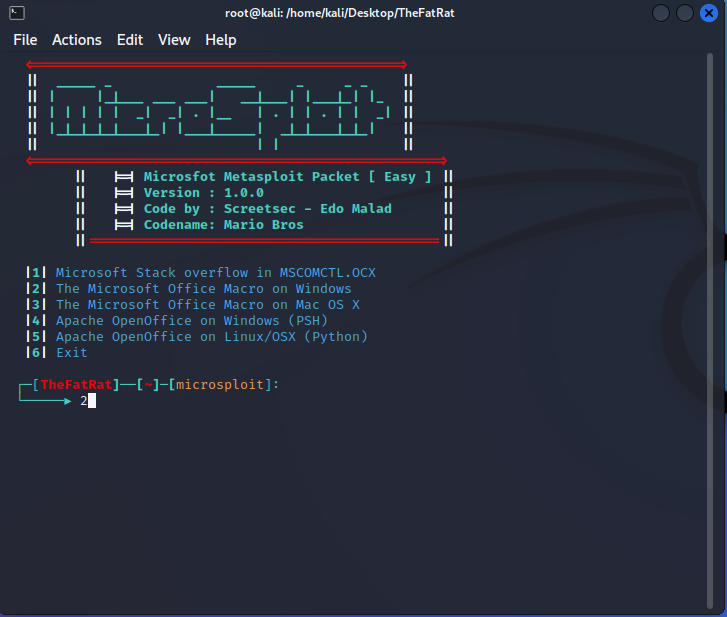 root@kali: /home/kali/Desktop/TheFatRat
File Actions Edit View Help
Microsfot Metasploit Packet [ Easy ]
Version : 1.0.0
Code by : Screetsec - Edo Malad
Codename: Mario Bros
|1| Microsoft Stack overflow in MSCOMCTL.OCX
|2| The Microsoft Office Macro on Windows
|3| The Microsoft Office Macro on Mac OS X
|4| Apache OpenOffice on Windows (PSH)
|5| Apache OpenOffice on Linux/OSX (Python)
|6| Exit
[TheFatRat]—[~]—[microsploit]:
2